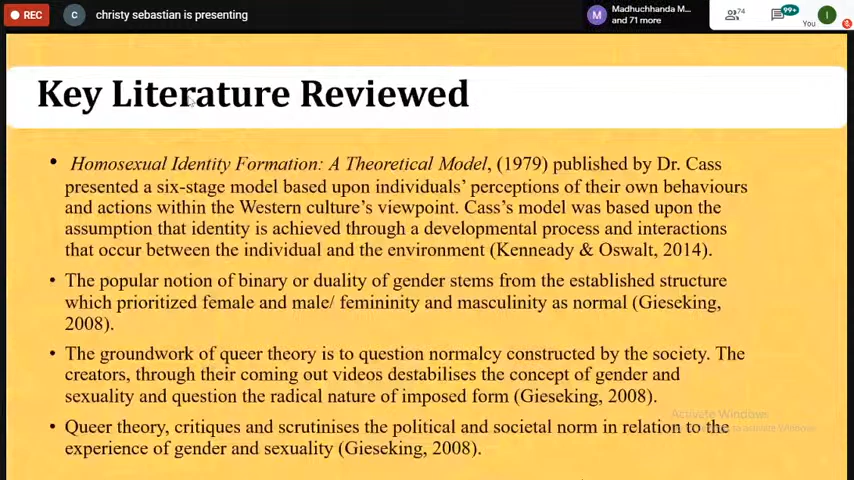 REC
C
christy sebastian is presenting
M
Madhuchhanda M...
and 71 more
74
99+
You
I
Key Literature Reviewed
• Homosexual Identity Formation: A Theoretical Model, (1979) published by Dr. Cass
presented a six-stage model based upon individuals' perceptions of their own behaviours
and actions within the Western culture's viewpoint. Cass's model was based upon the
assumption that identity is achieved through a developmental process and interactions
that occur between the individual and the environment (Kenneady & Oswalt, 2014).
• The popular notion of binary or duality of gender stems from the established structure
which prioritized female and male/ femininity and masculinity as normal (Gieseking,
2008).
• The groundwork of queer theory is to question normalcy constructed by the society. The
creators, through their coming out videos destabilises the concept of gender and
sexuality and question the radical nature of imposed form (Gieseking, 2008).
• Queer theory, critiques and scrutinises the political and societal norm in relation to the
experience of gender and sexuality (Gieseking, 2008).
Activate Windows
to activate Windows.